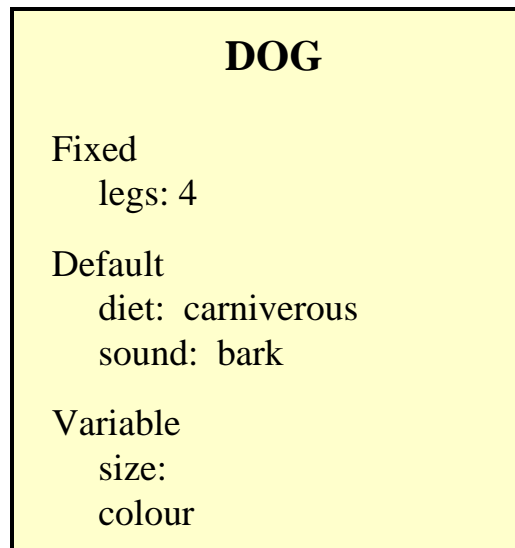 DOG
Fixed
legs: 4
Default
diet: carniverous
sound: bark
Variable
size:
colour